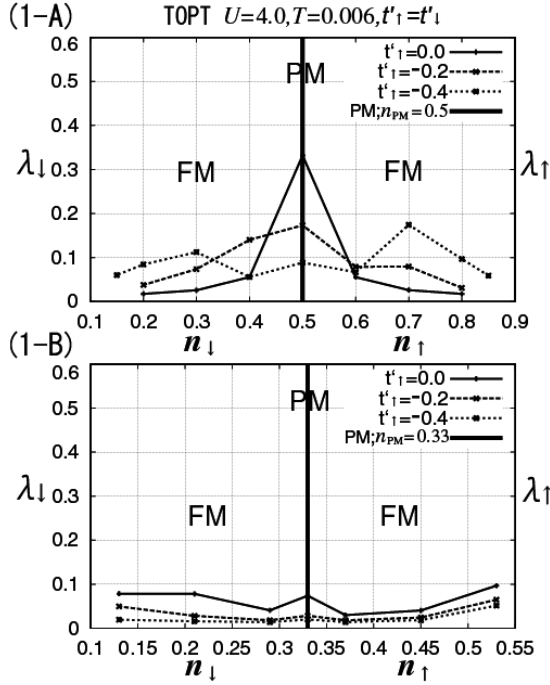 (1-A) TOPT U=4.0,T=0.006,t'↑=t'↓
0.6
0.5
0.4
0.3
0.2
0.1
0
PM
t'↑=0.0
t'↑=−0.2
t'↑=−0.4
PM;nPM=0.5
λ↓ FM FM λ↑
0.1 0.2 0.3 0.4 0.5 0.6 0.7 0.8 0.9
n↓ n↑
(1-B)
0.6
0.5
0.4
0.3
0.2
0.1
0
PM
t'↑=0.0
t'↑=−0.2
t'↑=−0.4
PM;nPM=0.33
λ↓ FM FM λ↑
0.1 0.15 0.2 0.25 0.3 0.35 0.4 0.45 0.5 0.55
n↓ n↑